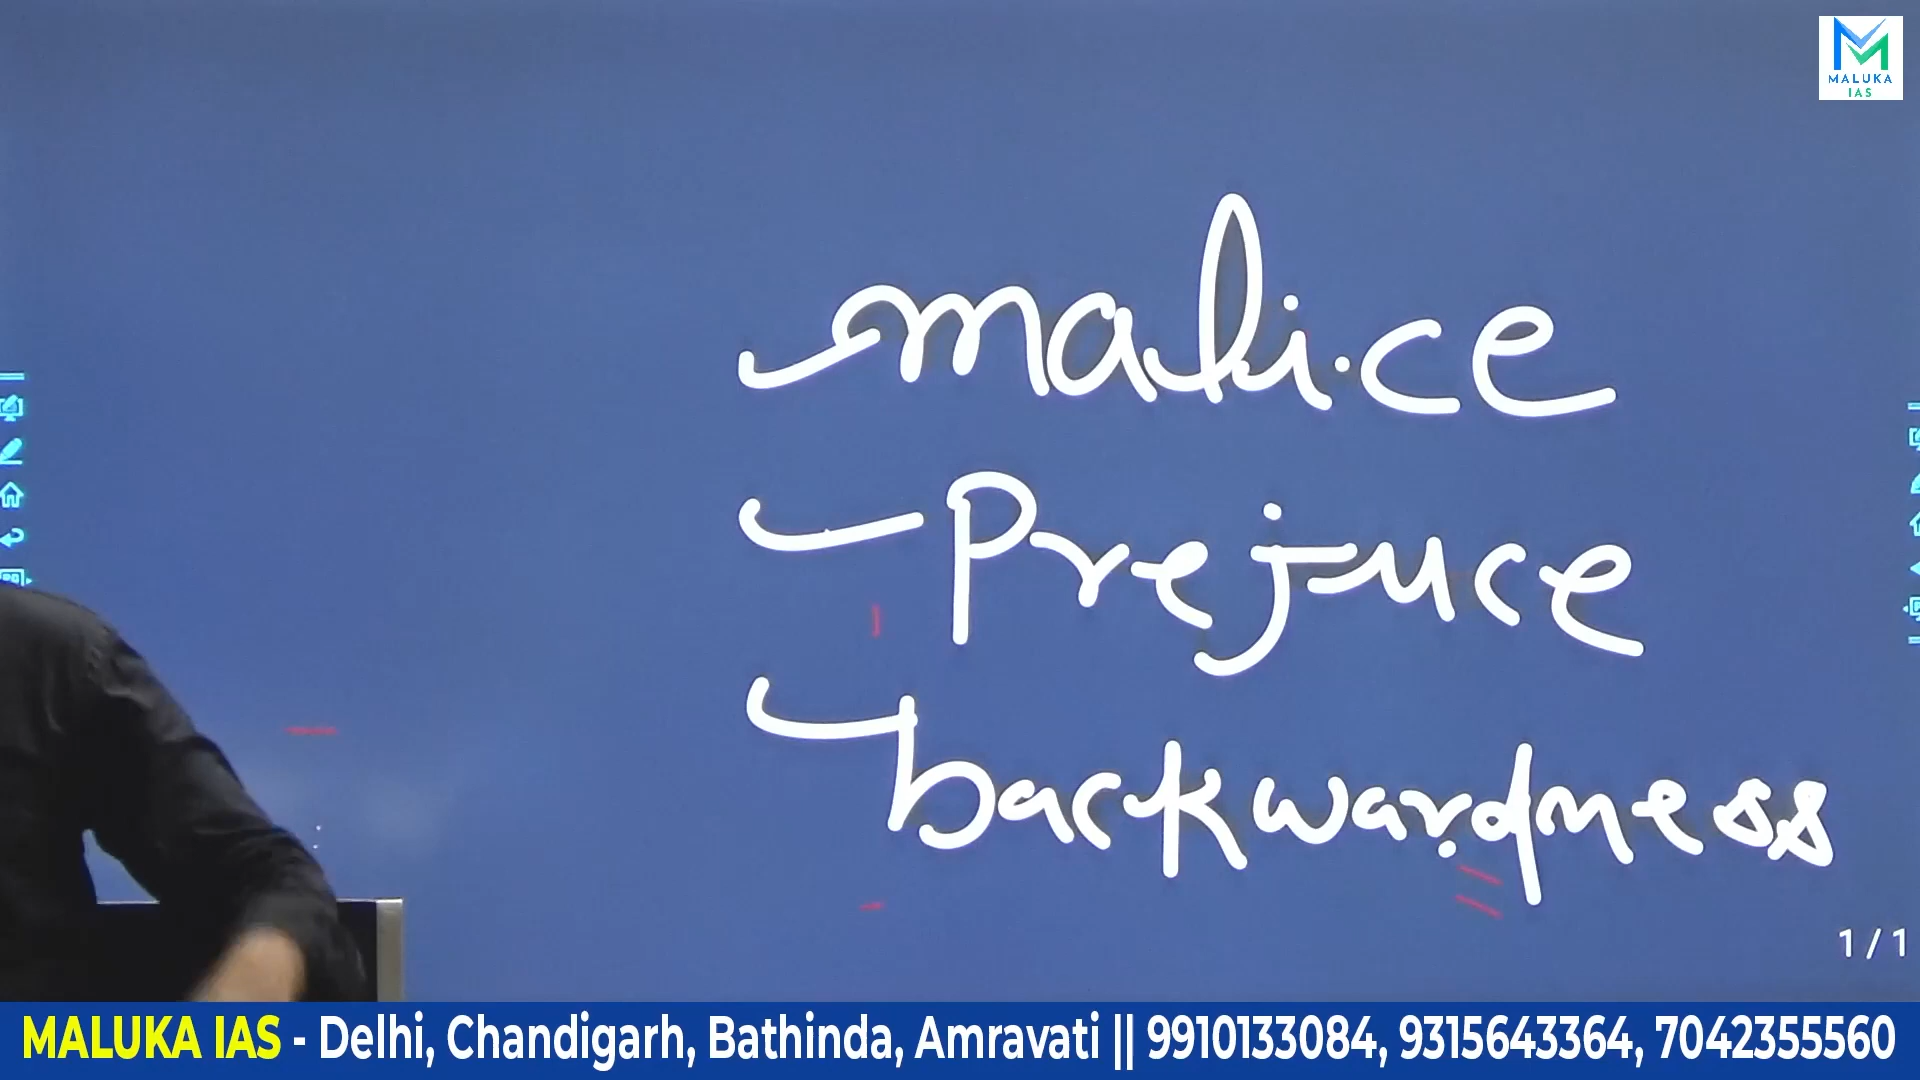 MALUKA
IAS
malice
Prejuce
backwardness
1 / 1
MALUKA IAS - Delhi, Chandigarh, Bathinda, Amravati || 9910133084, 9315643364, 7042355560